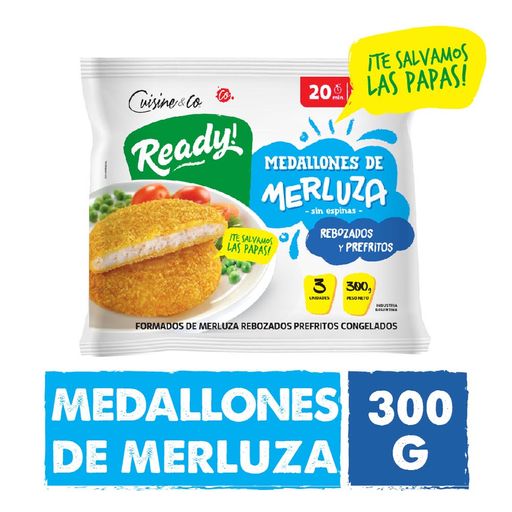 ¡TE SALVAMOS
LAS PAPAS!
Cuisine & Co
Co.
20 min.
Ready!
MEDALLONES DE
MERLUZA
- sin espinas -
REBOZADOS
Y PREFRITOS
¡TE SALVAMOS
LAS PAPAS!
3
UNIDADES
300g
PESO NETO
INDUSTRIA
ARGENTINA
FORMADOS DE MERLUZA REBOZADOS PREFRITOS CONGELADOS
MEDALLONES
DE MERLUZA
300
G